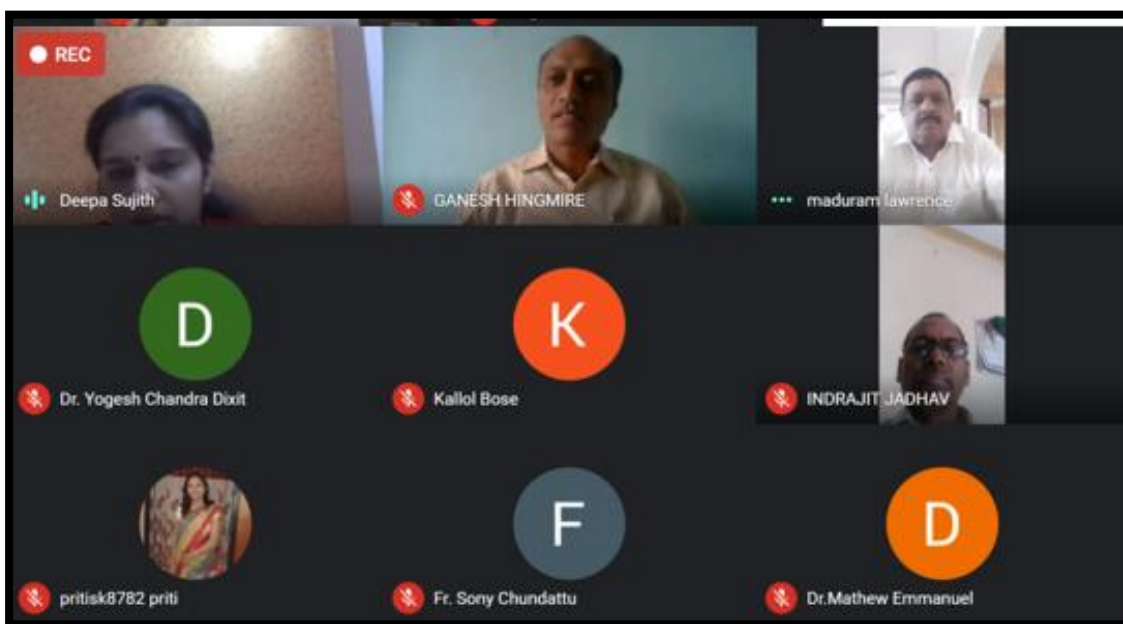 REC
Deepa Sujith
GANESH HINGMIRE
maduram lawrence
D
K
Dr. Yogesh Chandra Dixit
Kallol Bose
INDRAJIT JADHAV
F
D
pritisk8782 priti
Fr. Sony Chundattu
Dr.Mathew Emmanuel